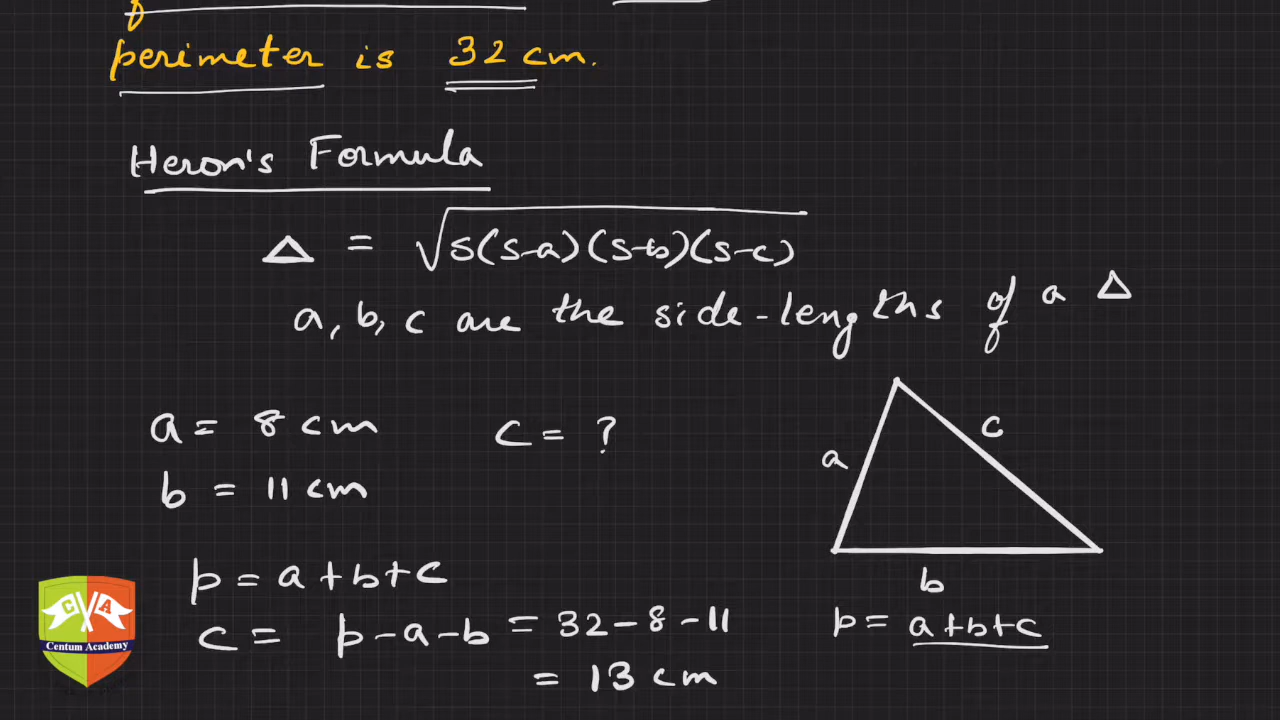 perimeter is 32 cm.
Heron's Formula
Δ = √s(s-a)(s-b)(s-c)
a, b, c are the side-lengths of a Δ
a = 8 cm
c = ?
b = 11 cm
a
c
b
p = a+b+c
c = p-a-b = 32-8-11
= 13 cm
p = a+b+c
C A
Centum Academy